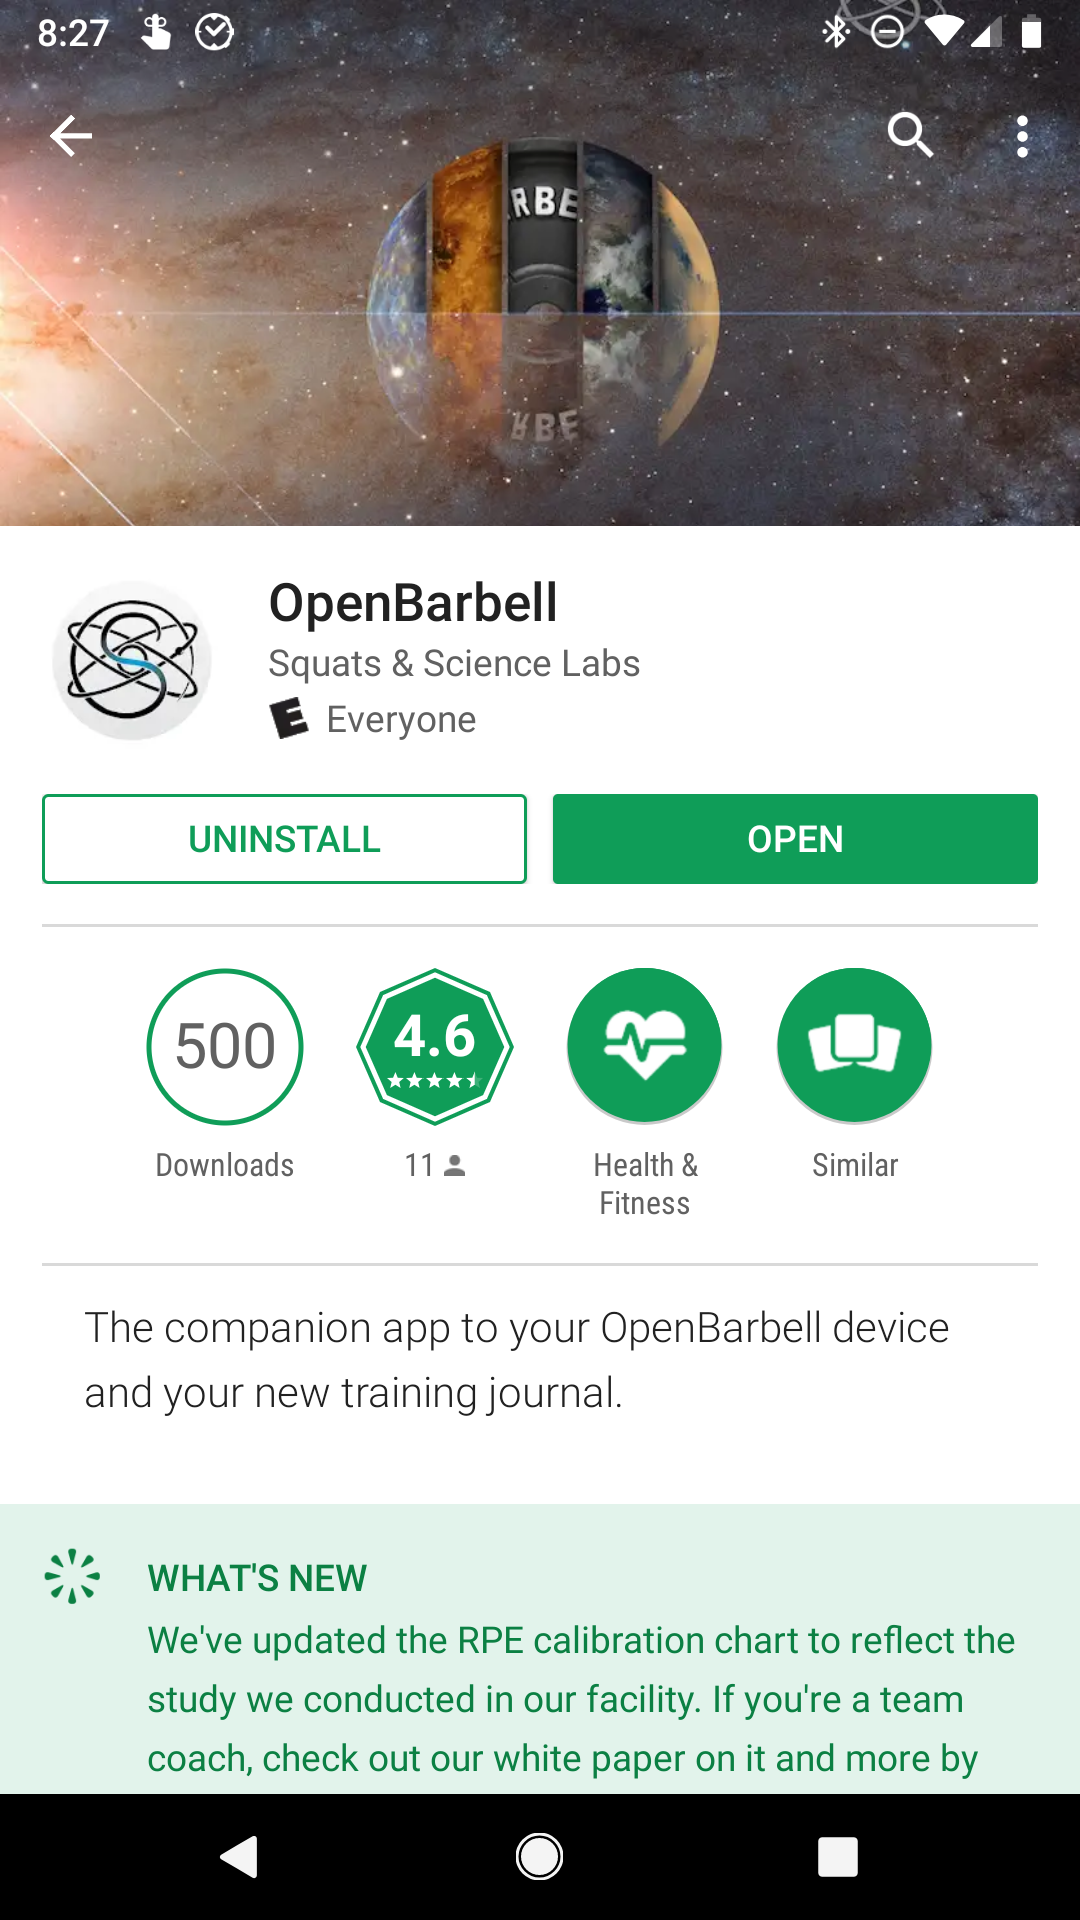 8:27
RBE
OpenBarbell
Squats & Science Labs
E Everyone
UNINSTALL
OPEN
500
4.6
Downloads
11
Health &
Fitness
Similar
The companion app to your OpenBarbell device
and your new training journal.
WHAT'S NEW
We've updated the RPE calibration chart to reflect the
study we conducted in our facility. If you're a team
coach, check out our white paper on it and more by